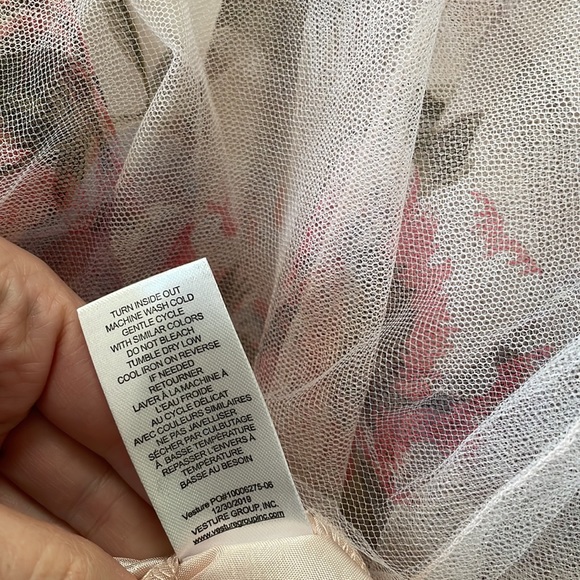 TURN INSIDE OUT
MACHINE WASH COLD
GENTLE CYCLE
WITH SIMILAR COLORS
DO NOT BLEACH
TUMBLE DRY LOW
COOL IRON ON REVERSE
IF NEEDED
RETOURNER
LAVER À LA MACHINE À
L'EAU FROIDE
AU CYCLE DÉLICAT
AVEC COULEURS SIMILAIRES
NE PAS JAVELLISER
SÉCHER PAR CULBUTAGE
À BASSE TEMPÉRATURE
REPASSER L'ENVERS À
TEMPÉRATURE
BASSE AU BESOIN
Vesture PO#10006275-06
12/30/2019
VESTURE GROUP, INC.
www.vesturegroupinc.com